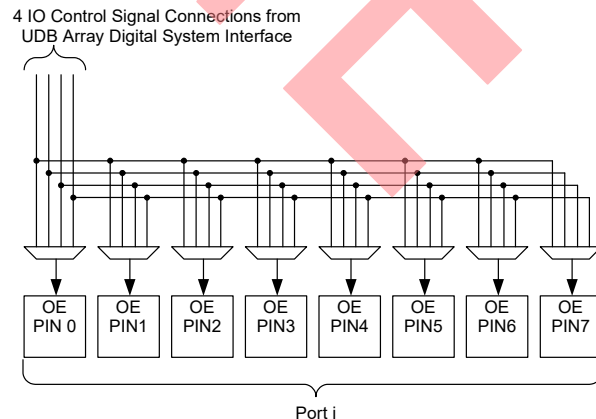 4 IO Control Signal Connections from
UDB Array Digital System Interface
OE
PIN 0
OE
PIN1
OE
PIN2
OE
PIN3
OE
PIN4
OE
PIN5
OE
PIN6
OE
PIN7
Port i